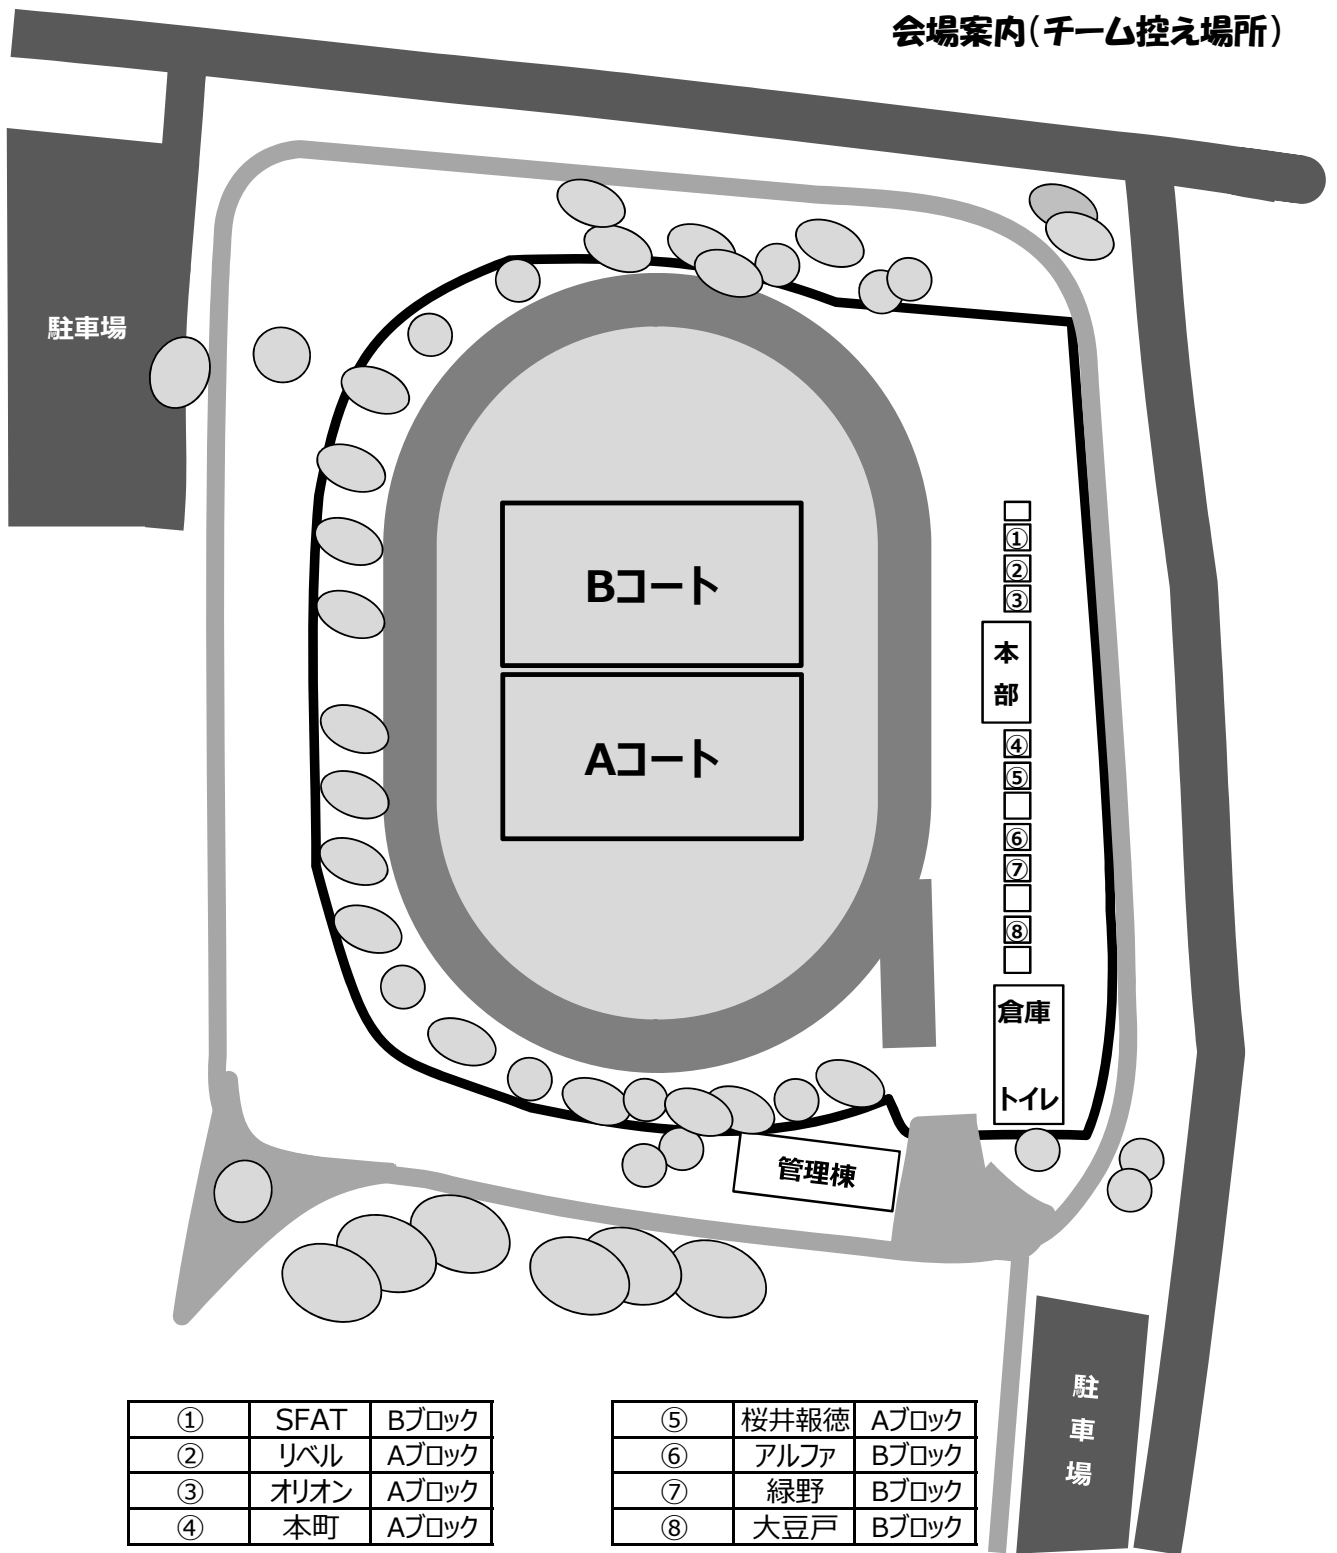 会場案内(チーム控え場所)
駐車場
Bコート
Aコート
①
②
③
本
部
④
⑤
⑥
⑦
⑧
倉庫
トイレ
管理棟
駐
車
場
① SFAT Bブロック
② リベル Aブロック
③ オリオン Aブロック
④ 本町 Aブロック
⑤ 桜井報徳 Aブロック
⑥ アルファ Bブロック
⑦ 緑野 Bブロック
⑧ 大豆戸 Bブロック